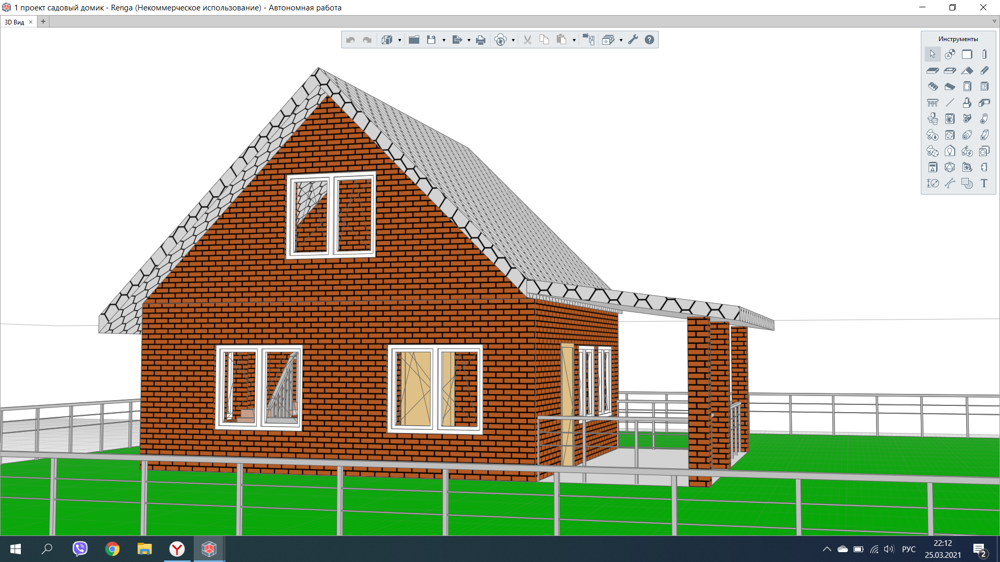 1 проект садовый домик - Renga (Некоммерческое использование) - Автономная работа
3D Вид
Инструменты
РУС
22:12
25.03.2021
2